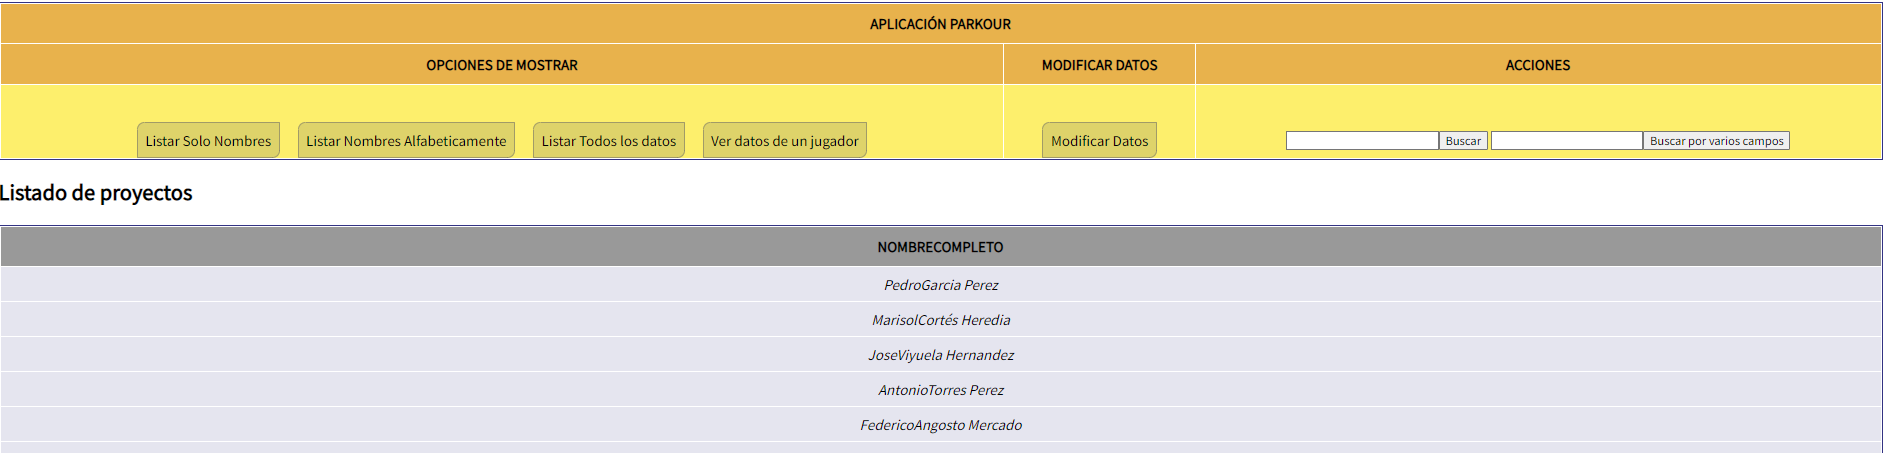 APLICACIÓN PARKOUR
OPCIONES DE MOSTRAR MODIFICAR DATOS ACCIONES
Listar Solo Nombres Listar Nombres Alfabeticamente Listar Todos los datos Ver datos de un jugador Modificar Datos Buscar Buscar por varios campos
Listado de proyectos
NOMBRECOMPLETO
PedroGarcia Perez
MarisolCortés Heredia
JoseViyuela Hernandez
AntonioTorres Perez
FedericoAngosto Mercado